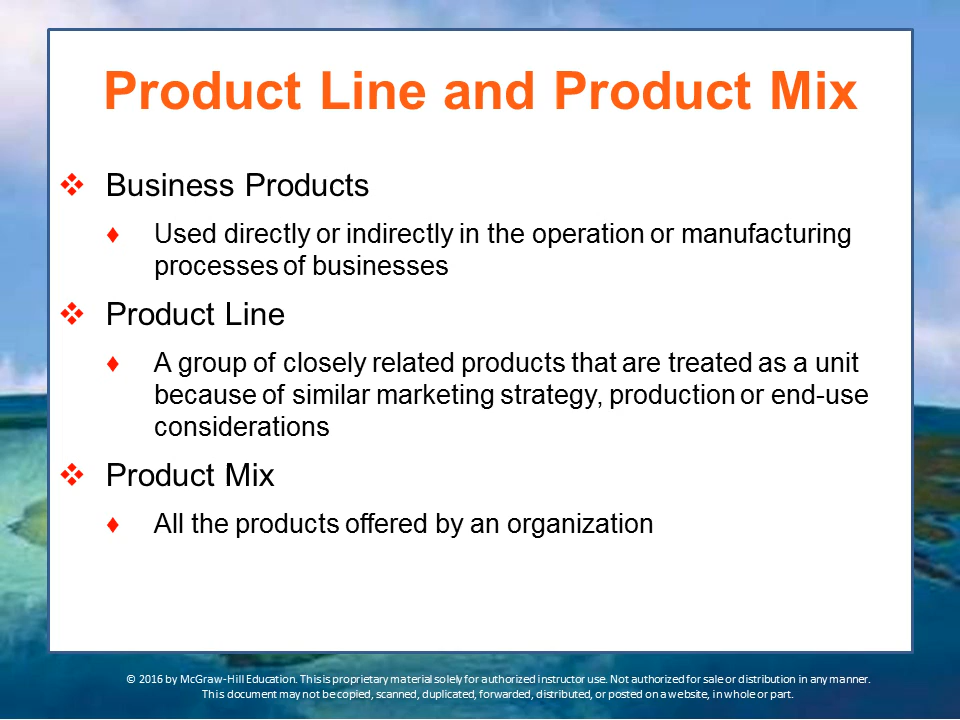 Product Line and Product Mix
❖ Business Products
♦ Used directly or indirectly in the operation or manufacturing
processes of businesses
❖ Product Line
♦ A group of closely related products that are treated as a unit
because of similar marketing strategy, production or end-use
considerations
❖ Product Mix
♦ All the products offered by an organization
© 2016 by McGraw-Hill Education. This is proprietary material solely for authorized instructor use. Not authorized for sale or distribution in any manner.
This document may not be copied, scanned, duplicated, forwarded, distributed, or posted on a website, in whole or part.